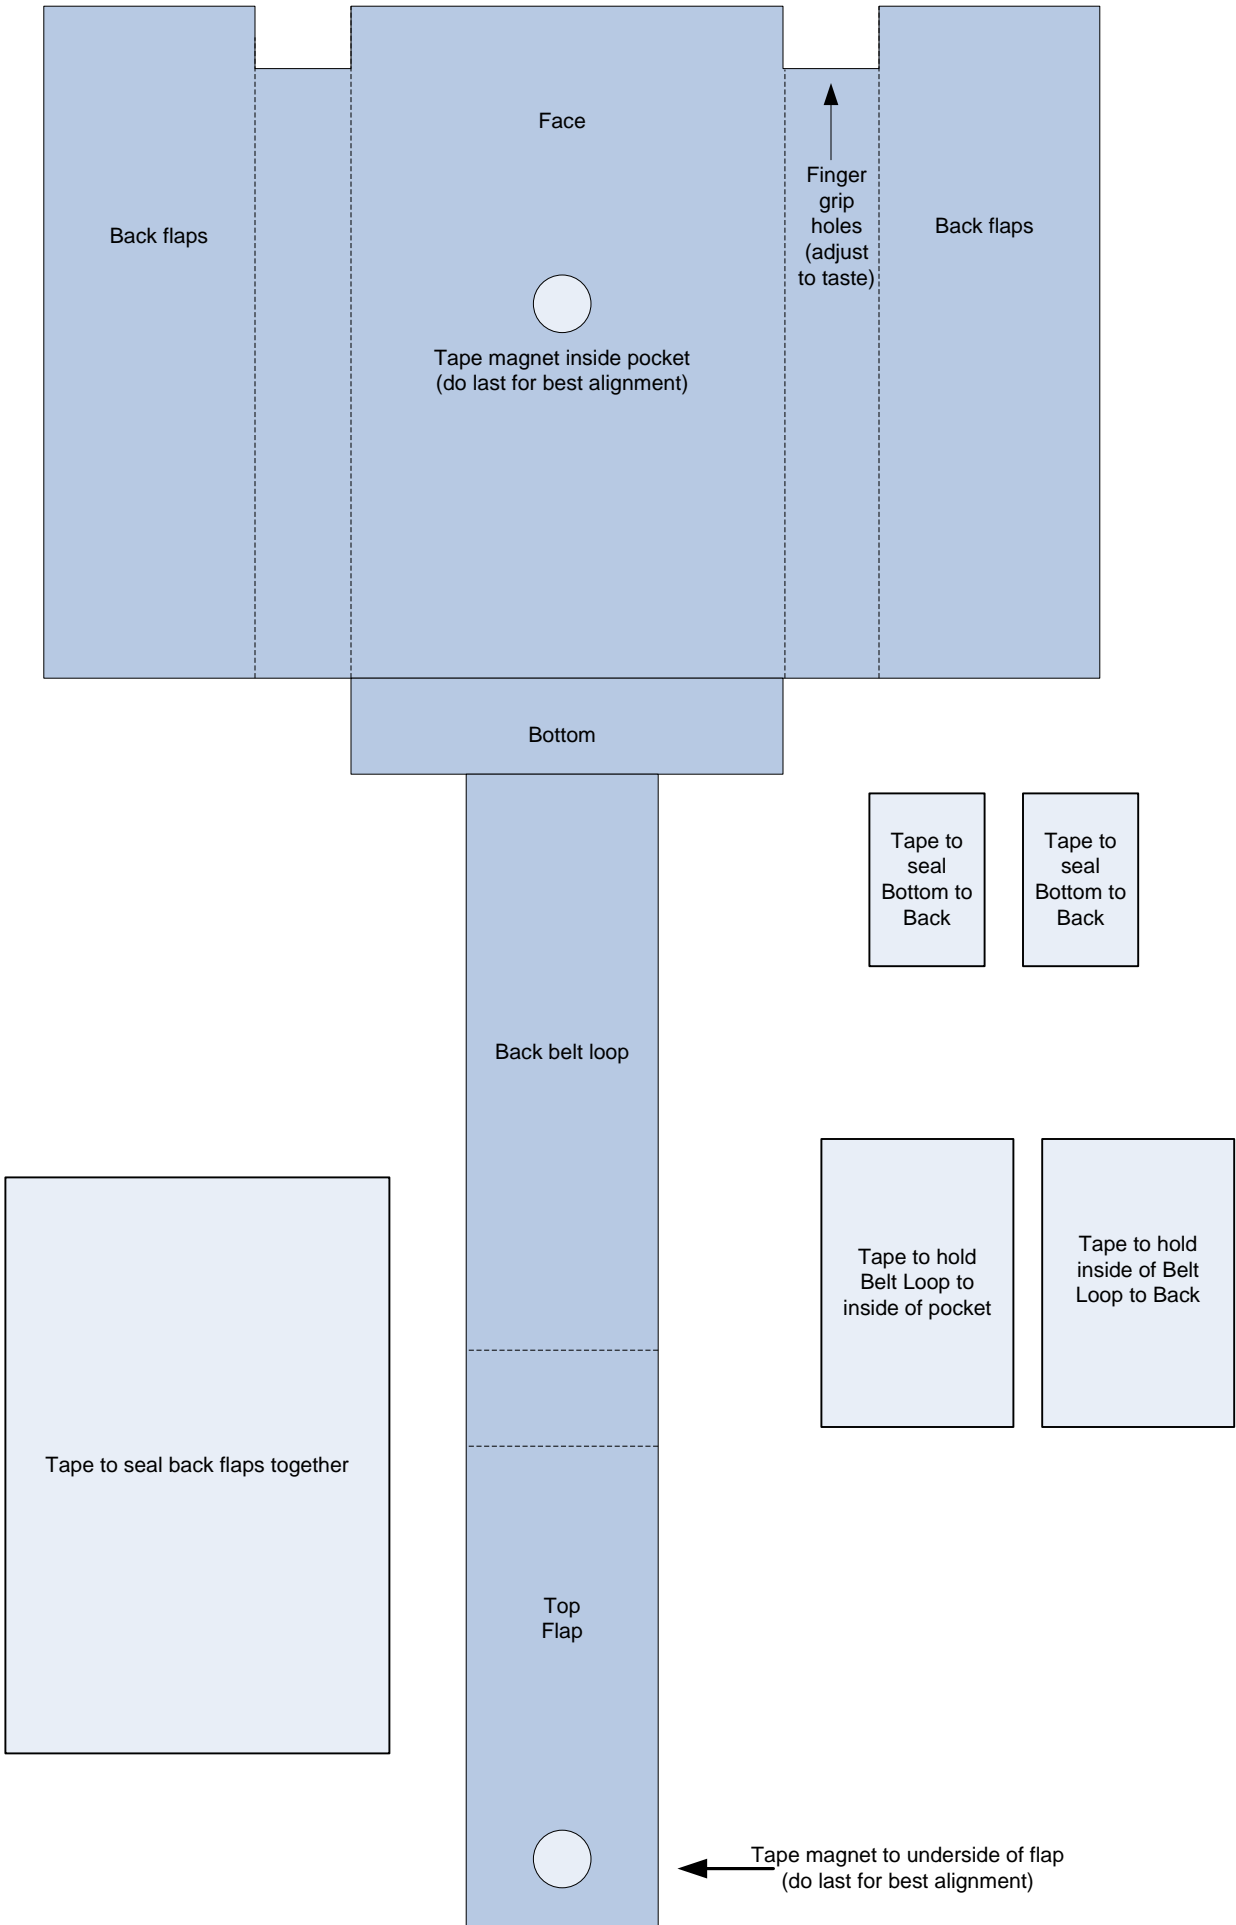 Face
Finger
grip
holes
(adjust
to taste)
Back flaps
Back flaps
Tape magnet inside pocket
(do last for best alignment)
Bottom
Tape to
seal
Bottom to
Back
Tape to
seal
Bottom to
Back
Back belt loop
Tape to hold
Belt Loop to
inside of pocket
Tape to hold
inside of Belt
Loop to Back
Tape to seal back flaps together
Top
Flap
Tape magnet to underside of flap
(do last for best alignment)